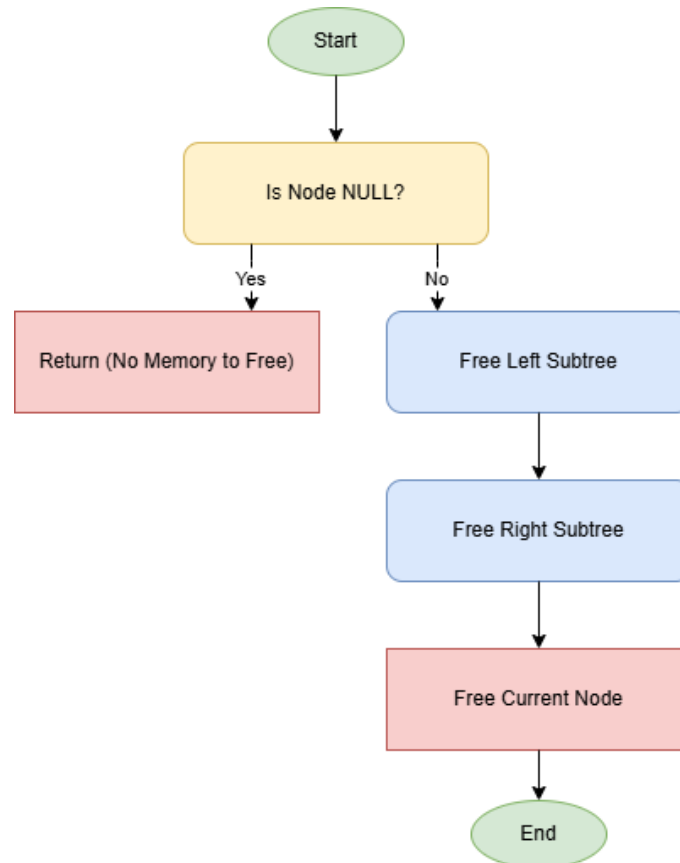 Start
Is Node NULL?
Yes
No
Return (No Memory to Free)
Free Left Subtree
Free Right Subtree
Free Current Node
End